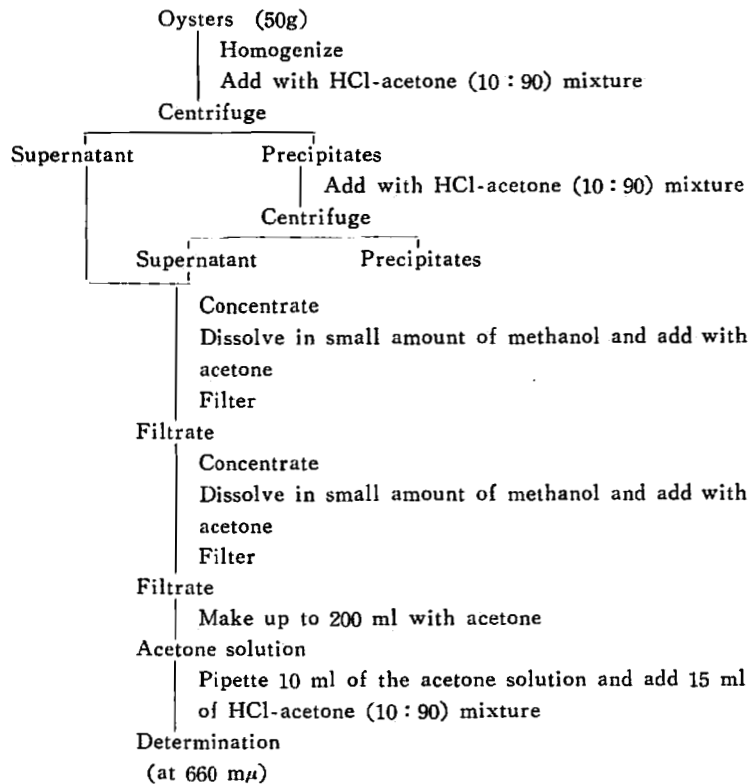 Oysters (50g)
Homogenize
Add with HCl-acetone (10 : 90) mixture
Centrifuge
Supernatant Precipitates
Add with HCl-acetone (10 : 90) mixture
Centrifuge
Supernatant Precipitates
Concentrate
Dissolve in small amount of methanol and add with
acetone
Filter
Filtrate
Concentrate
Dissolve in small amount of methanol and add with
acetone
Filter
Filtrate
Make up to 200 ml with acetone
Acetone solution
Pipette 10 ml of the acetone solution and add 15 ml
of HCl-acetone (10 : 90) mixture
Determination
(at 660 mμ)